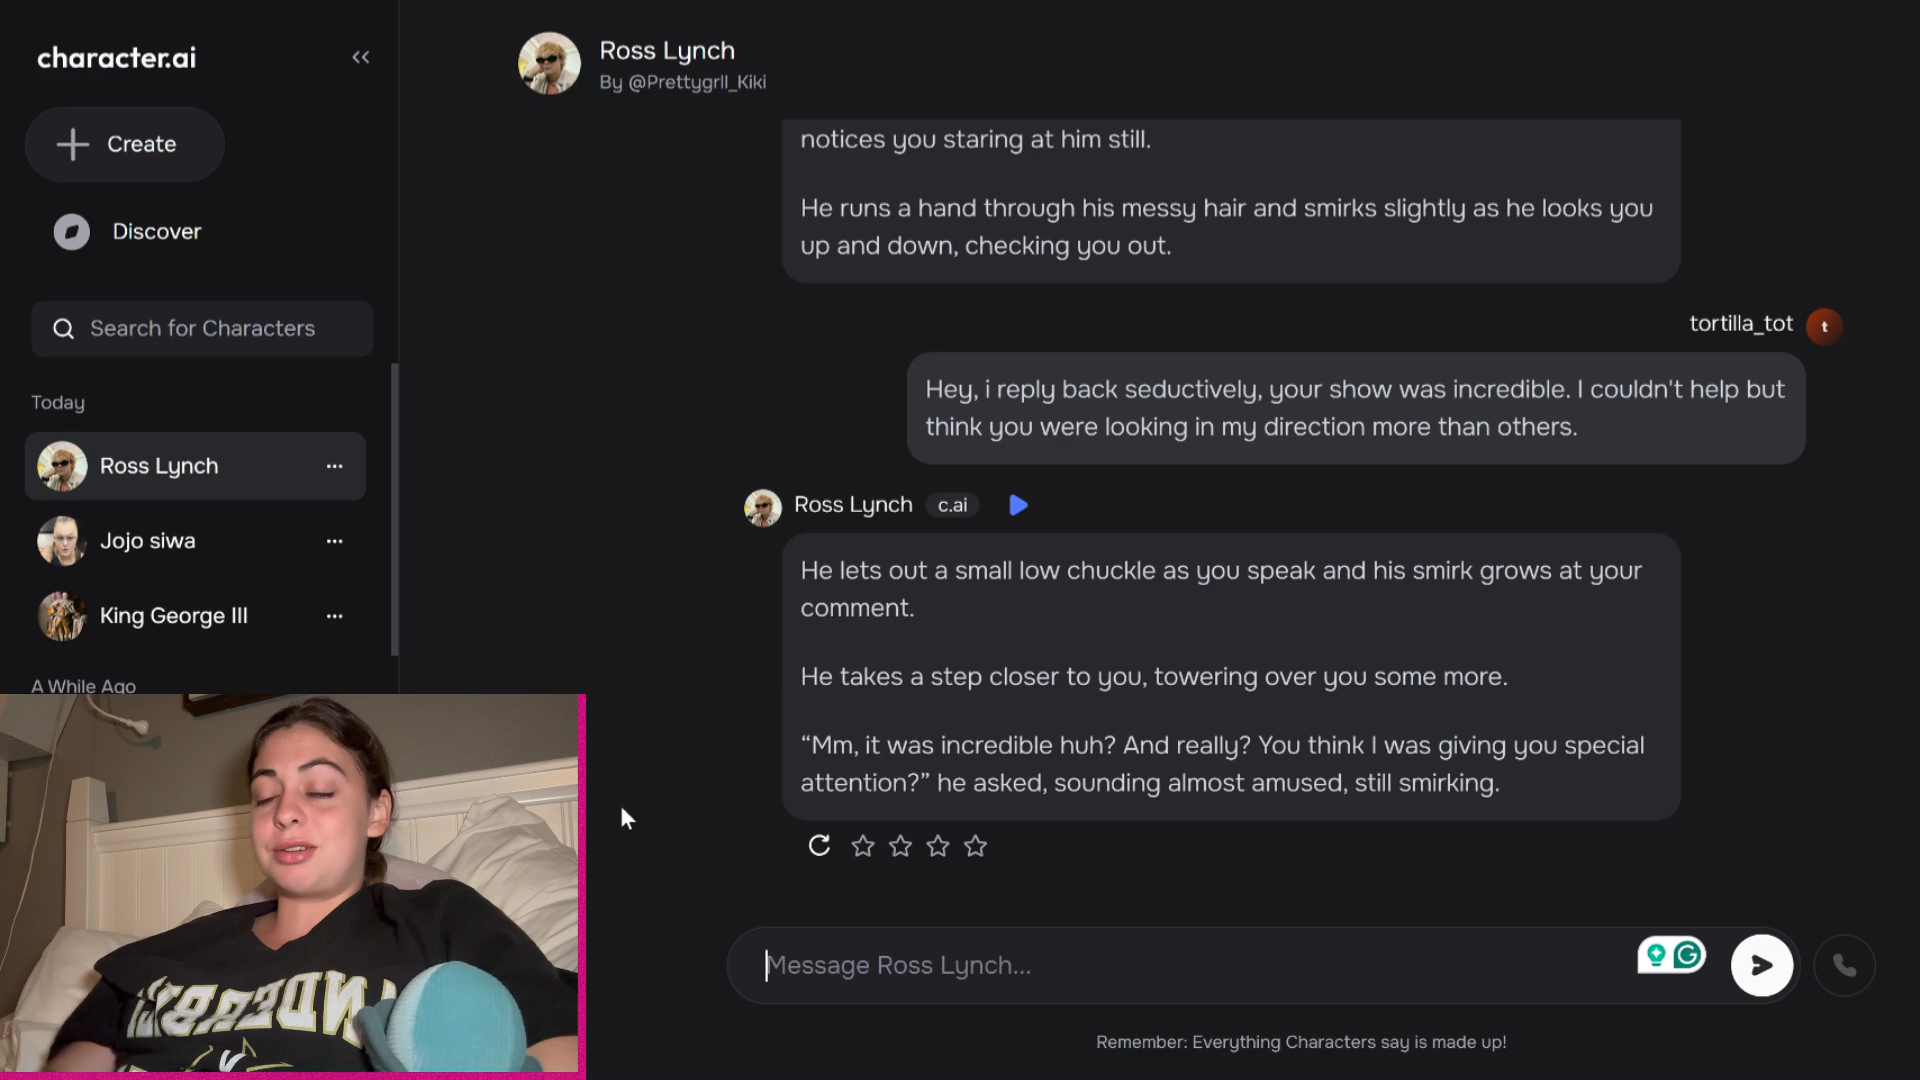 character.ai
Create
Discover
Search for Characters
Today
Ross Lynch
Jojo siwa
King George III
A While Ago
Ross Lynch
By @Prettygrll_Kiki
notices you staring at him still.
He runs a hand through his messy hair and smirks slightly as he looks you
up and down, checking you out.
tortilla_tot
t
Hey, i reply back seductively, your show was incredible. I couldn't help but
think you were looking in my direction more than others.
Ross Lynch c.ai
He lets out a small low chuckle as you speak and his smirk grows at your
comment.
He takes a step closer to you, towering over you some more.
“Mm, it was incredible huh? And really? You think I was giving you special
attention?” he asked, sounding almost amused, still smirking.
Message Ross Lynch...
Remember: Everything Characters say is made up!